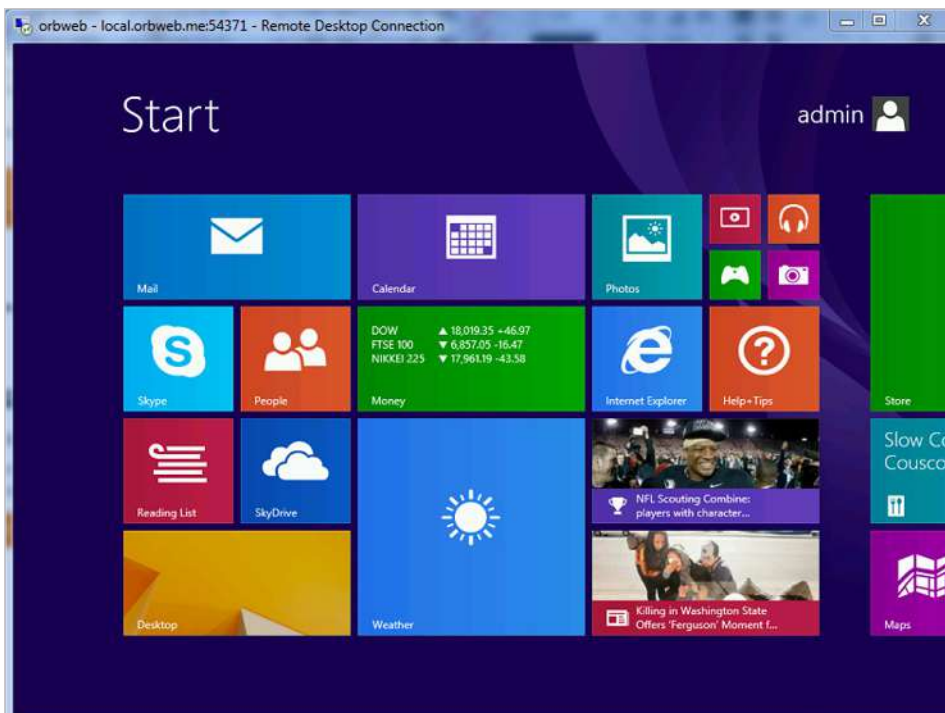 orbweb - local.orbweb.me:54371 - Remote Desktop Connection
Start
admin
Mail
Calendar
Photos
Skype
People
DOW ▲ 18,019.35 +46.97
FTSE 100 ▼ 6,857.05 -16.47
NIKKEI 225 ▼ 17,961.19 -43.58
Money
Internet Explorer
Help+Tips
Store
Reading List
SkyDrive
NFL Scouting Combine:
players with character...
Slow Co
Cousco
Desktop
Weather
Killing in Washington State
Offers 'Ferguson' Moment f...
Maps